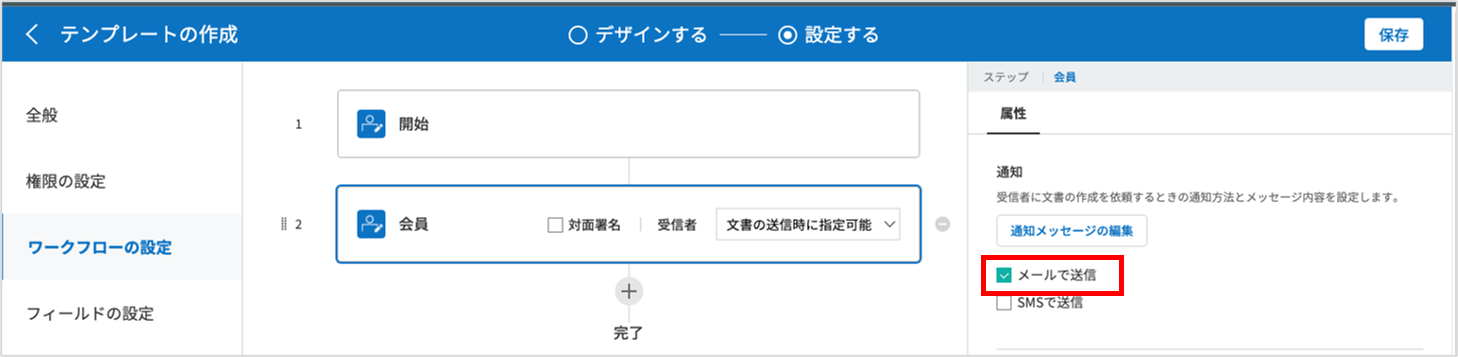 テンプレートの作成
デザインする
設定する
保存
全般
権限の設定
ワークフローの設定
フィールドの設定
1
開始
2
会員
対面署名
受信者
文書の送信時に指定可能
完了
ステップ
会員
属性
通知
受信者に文書の作成を依頼するときの通知方法とメッセージ内容を設定します。
通知メッセージの編集
メールで送信
SMSで送信